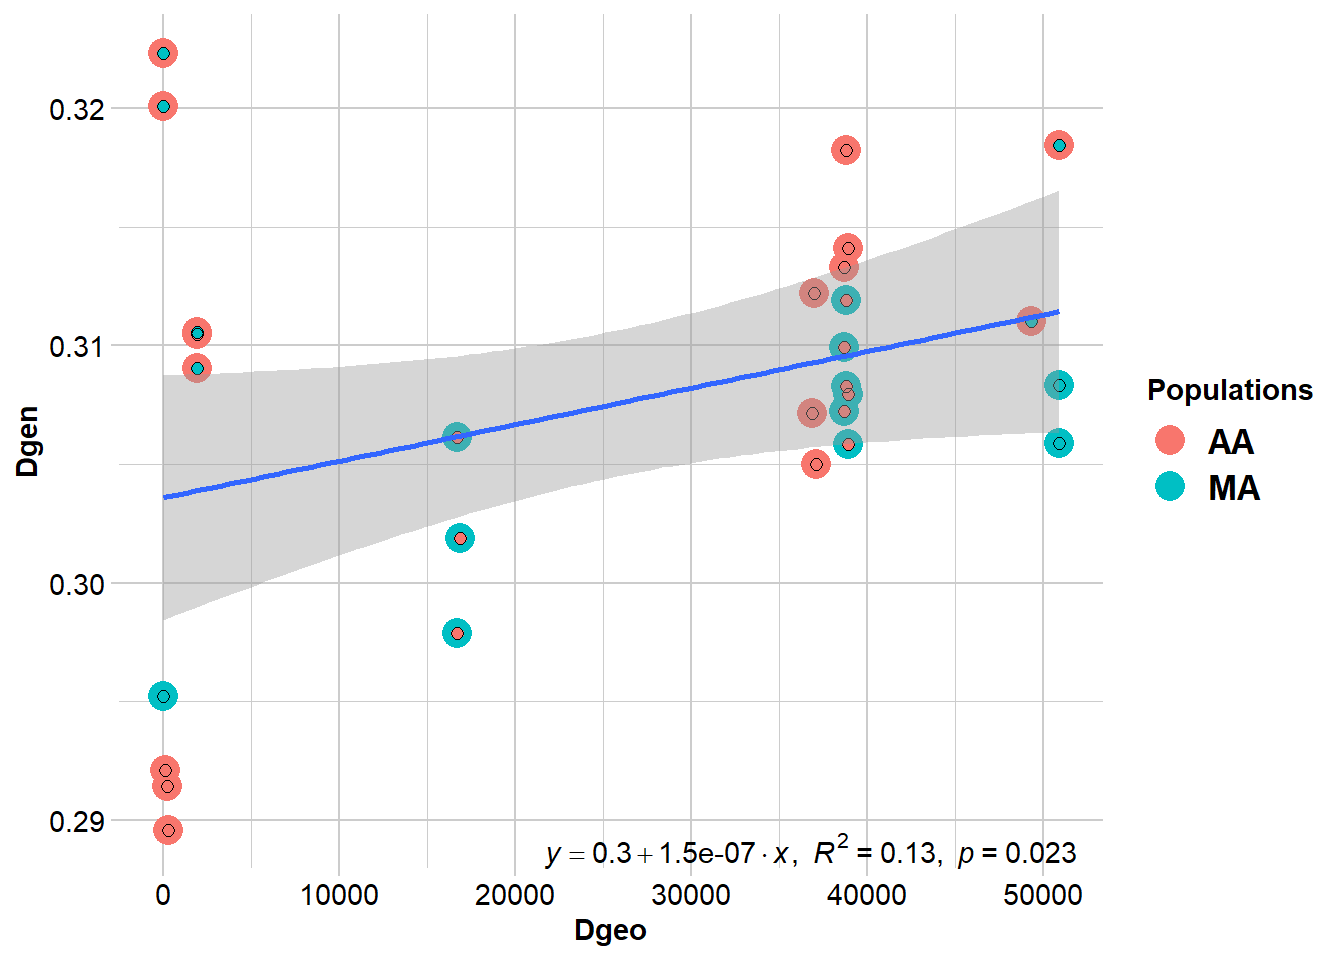 0.32
0.31
0.30
0.29
Dgen
y = 0.3 + 1.5e-07 · x, R² = 0.13, p = 0.023
0 10000 20000 30000 40000 50000
Dgeo
Populations
AA
MA